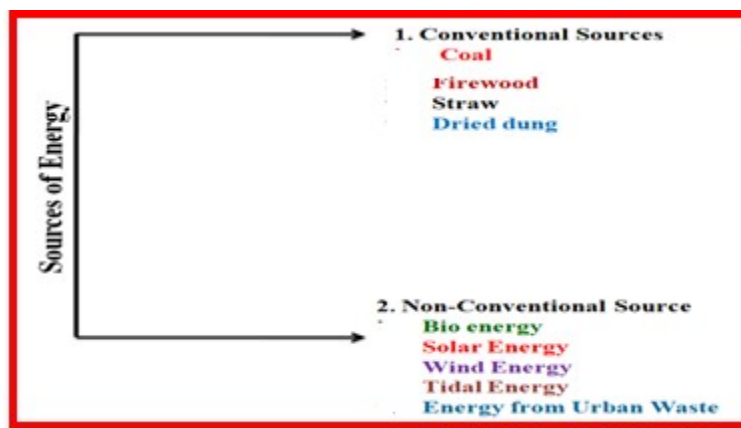 Sources of Energy
1. Conventional Sources
Coal
Firewood
Straw
Dried dung
2. Non-Conventional Source
Bio energy
Solar Energy
Wind Energy
Tidal Energy
Energy from Urban Waste